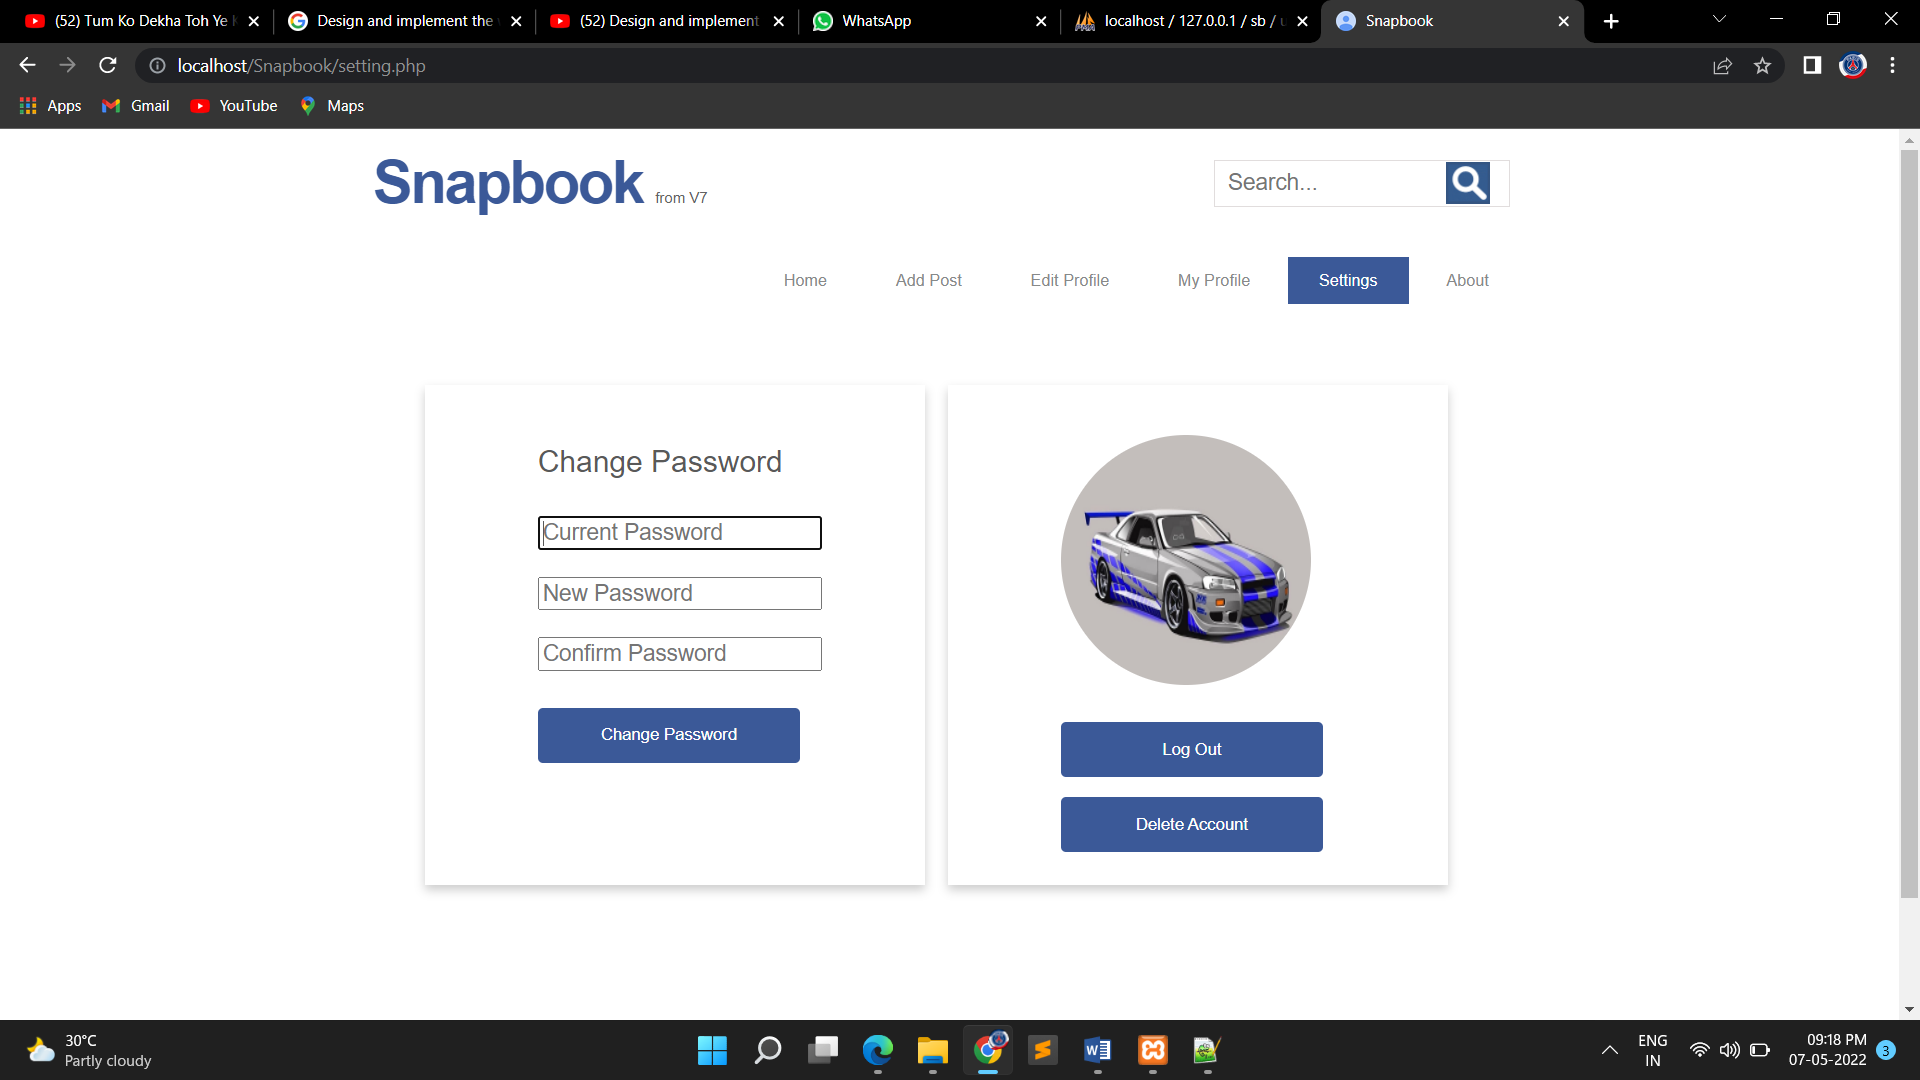 (52) Tum Ko Dekha Toh Ye
Design and implement the
(52) Design and implement
WhatsApp
localhost / 127.0.0.1 / sb /
Snapbook
localhost/Snapbook/setting.php
Apps
Gmail
YouTube
Maps
Snapbook from V7
Search...
Home
Add Post
Edit Profile
My Profile
Settings
About
Change Password
Current Password
New Password
Confirm Password
Change Password
Log Out
Delete Account
30°C
Partly cloudy
ENG
IN
09:18 PM
07-05-2022
3